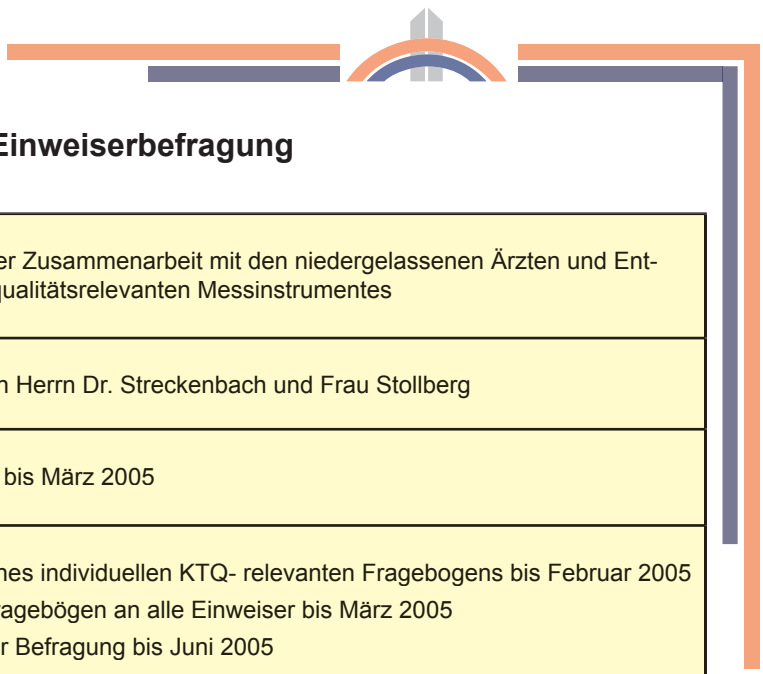 Einweiserbefragung
er Zusammenarbeit mit den niedergelassenen Ärzten und Ent-
qualitätsrelevanten Messinstrumentes
n Herrn Dr. Streckenbach und Frau Stollberg
bis März 2005
nes individuellen KTQ- relevanten Fragebogens bis Februar 2005
ragebögen an alle Einweiser bis März 2005
r Befragung bis Juni 2005